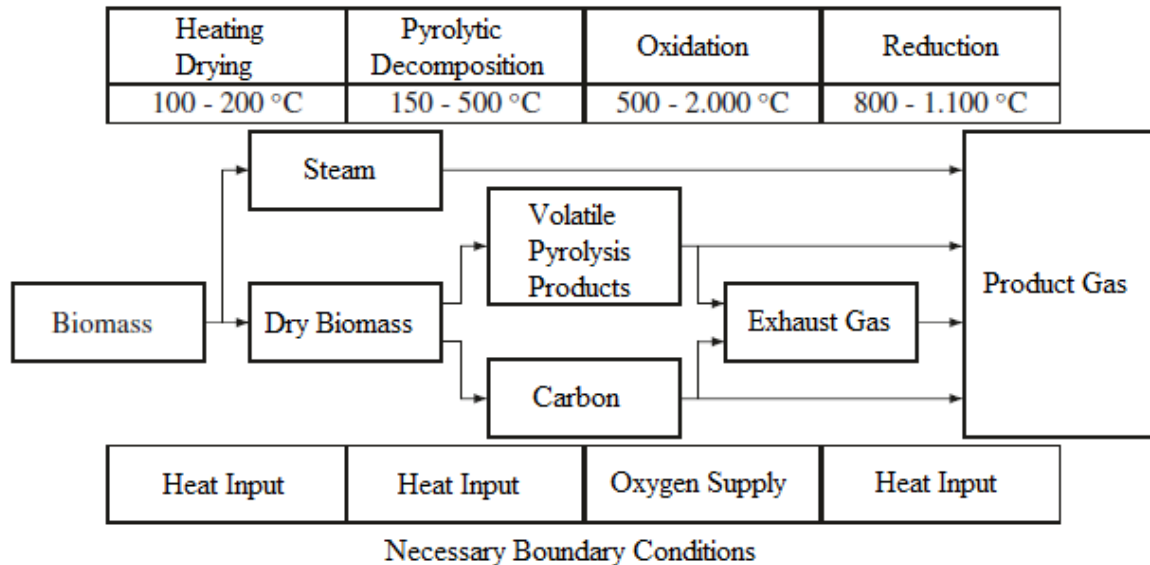 Heating
Drying
Pyrolytic
Decomposition
Oxidation
Reduction
100 - 200 °C
150 - 500 °C
500 - 2.000 °C
800 - 1.100 °C
Steam
Volatile
Pyrolysis
Products
Product Gas
Biomass
Dry Biomass
Exhaust Gas
Carbon
Heat Input
Heat Input
Oxygen Supply
Heat Input
Necessary Boundary Conditions